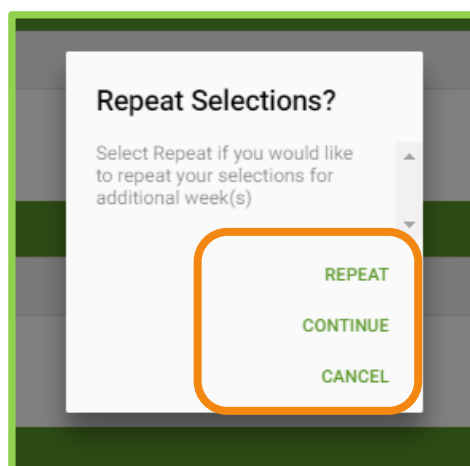 Repeat Selections?
Select Repeat if you would like
to repeat your selections for
additional week(s)
REPEAT
CONTINUE
CANCEL